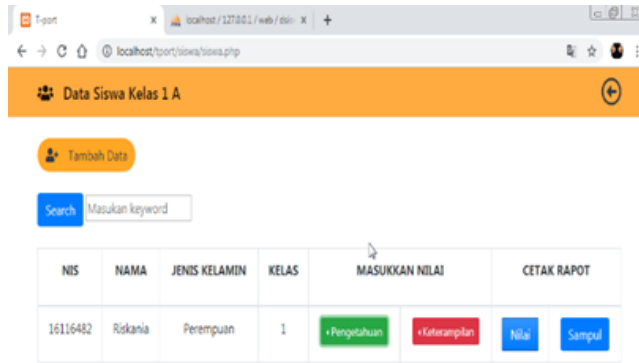 T-port
localhost / 127.0.0.1 / web / dsis
localhost/tport/siswa/siswa.php
Data Siswa Kelas 1 A
Tambah Data
Search Masukan keyword
NIS NAMA JENIS KELAMIN KELAS MASUKKAN NILAI CETAK RAPOT
16116482 Riskania Perempuan 1 +Pengetahuan +Keterampilan Nilai Sampul